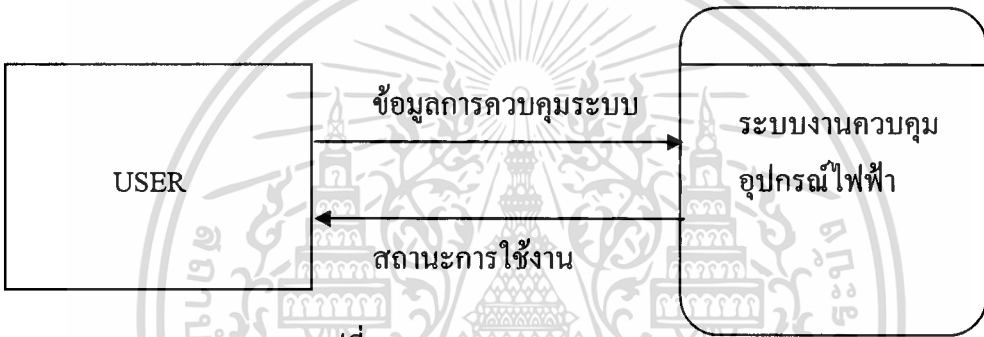 ข้อมูลการควบคุมระบบ
ระบบงานควบคุม
อุปกรณ์ไฟฟ้า
USER
สถานะการใช้งาน